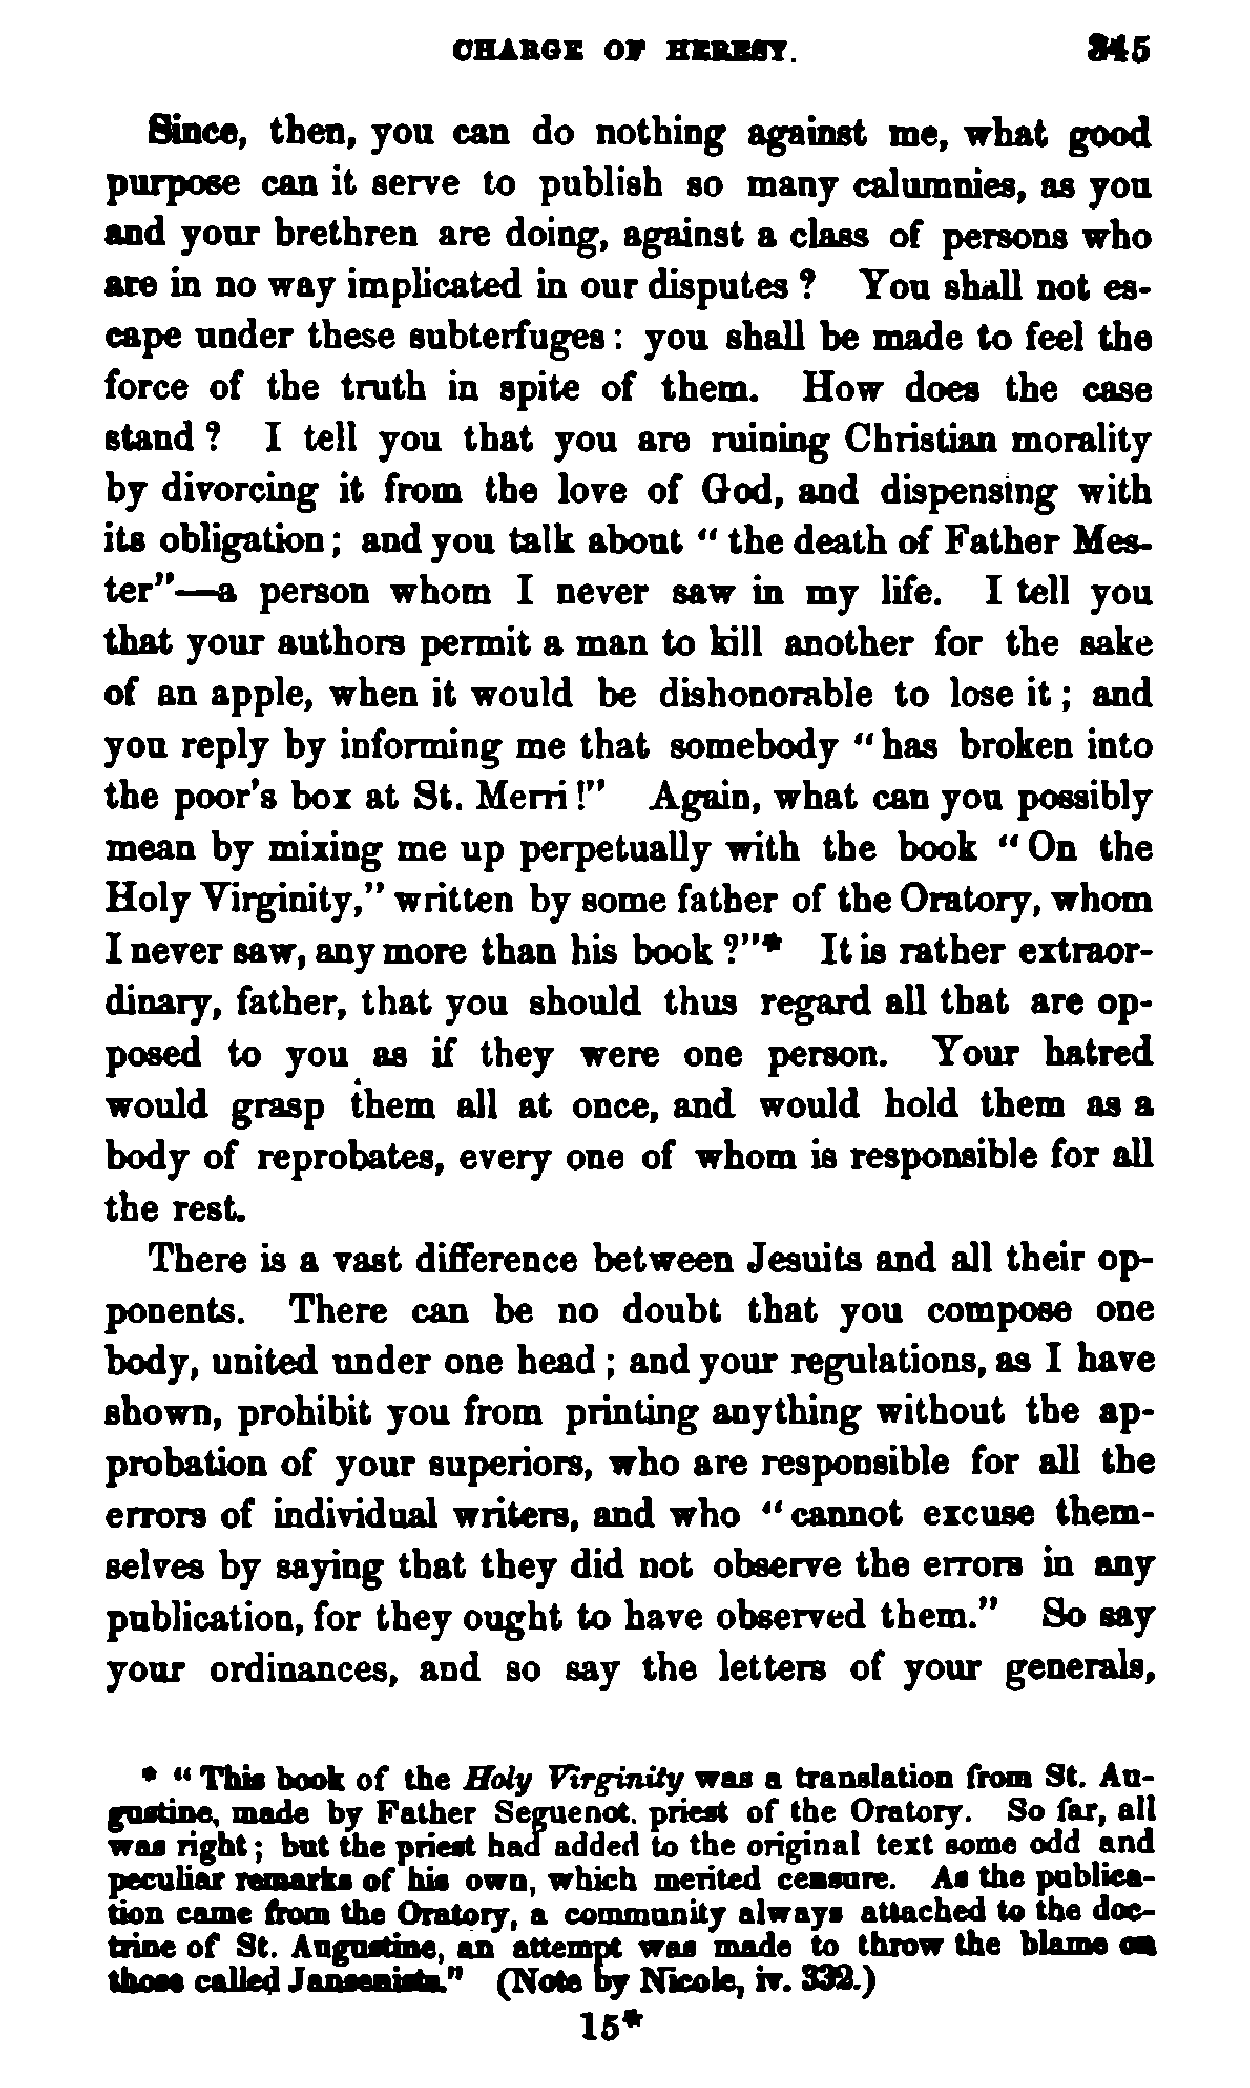 CHARGE OF HERESY. 345
Since, then, you can do nothing against me, what good
purpose can it serve to publish so many calumnies, as you
and your brethren are doing, against a class of persons who
are in no way implicated in our disputes ? You shall not es-
cape under these subterfuges : you shall be made to feel the
force of the truth in spite of them. How does the case
stand ? I tell you that you are ruining Christian morality
by divorcing it from the love of God, and dispensing with
its obligation ; and you talk about “ the death of Father Mes-
ter”—a person whom I never saw in my life. I tell you
that your authors permit a man to kill another for the sake
of an apple, when it would be dishonorable to lose it ; and
you reply by informing me that somebody “ has broken into
the poor's box at St. Merri !” Again, what can you possibly
mean by mixing me up perpetually with the book “ On the
Holy Virginity,” written by some father of the Oratory, whom
I never saw, any more than his book ?”* It is rather extraor-
dinary, father, that you should thus regard all that are op-
posed to you as if they were one person. Your hatred
would grasp them all at once, and would hold them as a
body of reprobates, every one of whom is responsible for all
the rest.
There is a vast difference between Jesuits and all their op-
ponents. There can be no doubt that you compose one
body, united under one head ; and your regulations, as I have
shown, prohibit you from printing anything without the ap-
probation of your superiors, who are responsible for all the
errors of individual writers, and who “ cannot excuse them-
selves by saying that they did not observe the errors in any
publication, for they ought to have observed them.” So say
your ordinances, and so say the letters of your generals,
* “ This book of the Holy Virginity was a translation from St. Au-
gustine, made by Father Seguenot. priest of the Oratory. So far, all
was right ; but the priest had added to the original text some odd and
peculiar remarks of his own, which merited censure. As the publica-
tion came from the Oratory, a community always attached to the doc-
trine of St. Augustine, an attempt was made to throw the blame on
those called Jansenists.” (Note by Nicole, iv. 332.)
15*